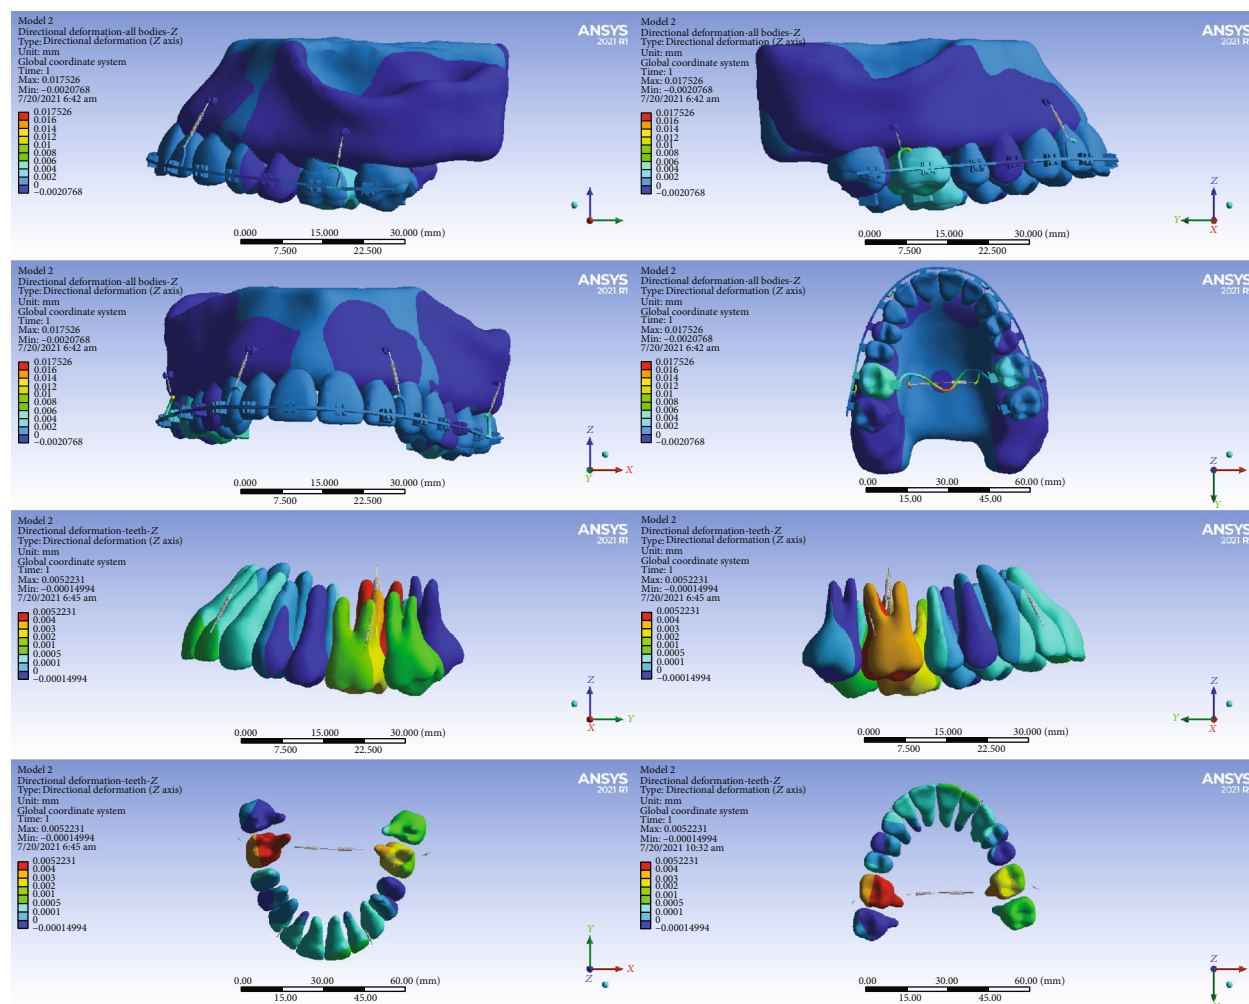 Model 2
Directional deformation-all bodies-Z
Type: Directional deformation (Z axis)
Unit: mm
Global coordinate system
Time: 1
Max: 0.017526
Min: –0.0020768
7/20/2021 6:42 am
0.017526
0.016
0.014
0.012
0.01
0.008
0.006
0.004
0.002
0
–0.0020768
ANSYS
2021 R1
0.000 15.000 30.000 (mm)
7.500 22.500
Model 2
Directional deformation-all bodies-Z
Type: Directional deformation (Z axis)
Unit: mm
Global coordinate system
Time: 1
Max: 0.017526
Min: –0.0020768
7/20/2021 6:42 am
0.017526
0.016
0.014
0.012
0.01
0.008
0.006
0.004
0.002
0
–0.0020768
ANSYS
2021 R1
Z
Y
X
0.000 15.000 30.000 (mm)
7.500 22.500
Model 2
Directional deformation-all bodies-Z
Type: Directional deformation (Z axis)
Unit: mm
Global coordinate system
Time: 1
Max: 0.017526
Min: –0.0020768
7/20/2021 6:42 am
0.017526
0.016
0.014
0.012
0.01
0.008
0.006
0.004
0.002
0
–0.0020768
ANSYS
2021 R1
Z
X
Y
0.000 15.000 30.000 (mm)
7.500 22.500
Model 2
Directional deformation-all bodies-Z
Type: Directional deformation (Z axis)
Unit: mm
Global coordinate system
Time: 1
Max: 0.017526
Min: –0.0020768
7/20/2021 6:42 am
0.017526
0.016
0.014
0.012
0.01
0.008
0.006
0.004
0.002
0
–0.0020768
ANSYS
2021 R
Z
Y
0.00 30.00 60.00 (mm)
15.00 45.00
Model 2
Directional deformation-teeth-Z
Type: Directional deformation (Z axis)
Unit: mm
Global coordinate system
Time: 1
Max: 0.0052231
Min: –0.00014994
7/20/2021 6:45 am
0.0052231
0.004
0.003
0.002
0.001
0.0005
0.0001
0
–0.00014994
ANSYS
2021 R1
Z
Y
X
0.000 15.000 30.000 (mm)
7.500 22.500
Model 2
Directional deformation-teeth-Z
Type: Directional deformation (Z axis)
Unit: mm
Global coordinate system
Time: 1
Max: 0.0052231
Min: –0.00014994
7/20/2021 6:45 am
0.0052231
0.004
0.003
0.002
0.001
0.0005
0.0001
0
–0.00014994
ANSYS
2021 R
Z
Y
X
0.000 15.000 30.000 (mm)
7.500 22.500
Model 2
Directional deformation-teeth-Z
Type: Directional deformation (Z axis)
Unit: mm
Global coordinate system
Time: 1
Max: 0.0052231
Min: –0.00014994
7/20/2021 6:45 am
0.0052231
0.004
0.003
0.002
0.001
0.0005
0.0001
0
–0.00014994
ANSYS
2021 R1
Y
X
Z
0.00 30.00 60.00 (mm)
15.00 45.00
Model 2
Directional deformation-teeth-Z
Type: Directional deformation (Z axis)
Unit: mm
Global coordinate system
Time: 1
Max: 0.0052231
Min: –0.00014994
7/20/2021 10:32 am
0.0052231
0.004
0.003
0.002
0.001
0.0005
0.0001
0
–0.00014994
ANSYS
2021 R
Z
0.00 30.00 60.00 (mm)
15.00 45.00